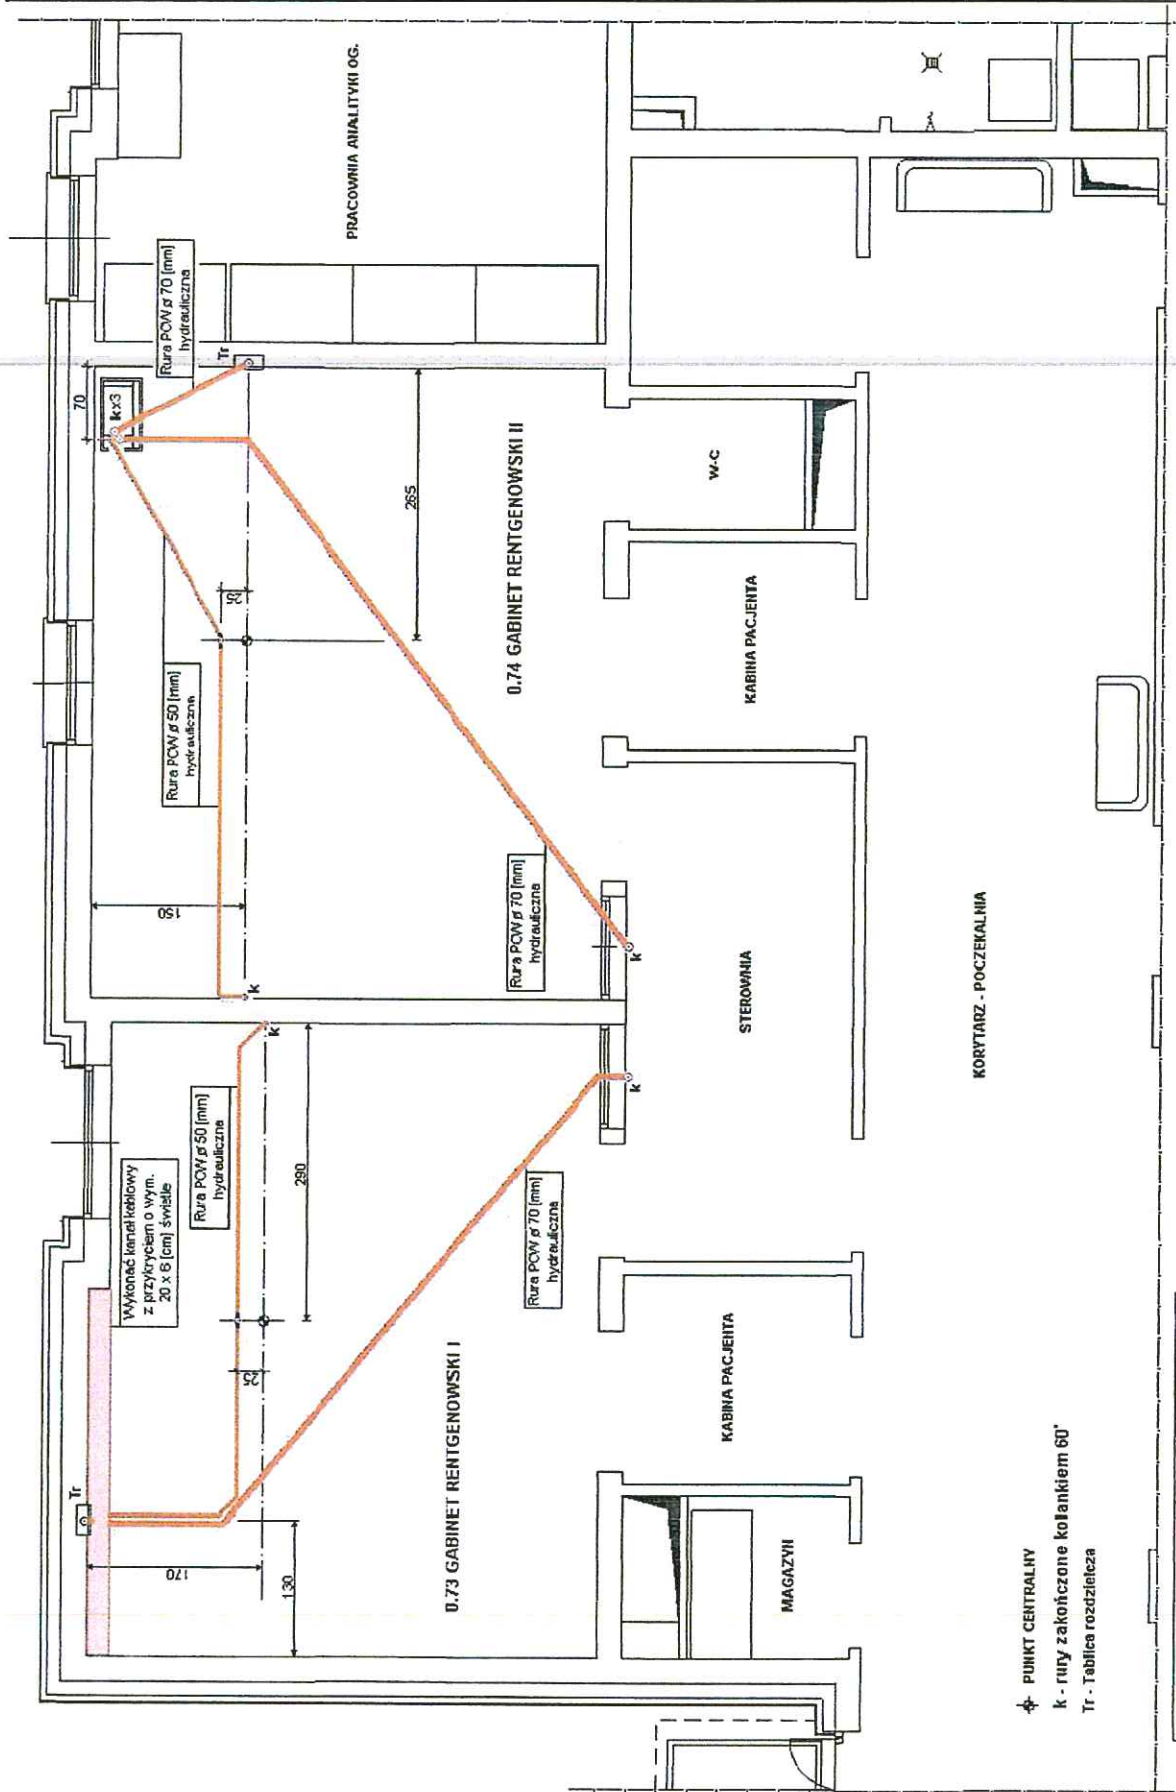 PRACOWNIA ANALITYKI OG.
Rura PCW ø 70 [mm]
hydrauliczna
Tr
70
kx3
265
25
0.74 GABINET RENTGENOWSKI II
W-C
Rura PCW ø 50 [mm]
hydrauliczna
KABINA PACJENTA
150
Rura PCW ø 70 [mm]
hydrauliczna
k
k
STEROWNIA
KORYTARZ - POCZEKALNIA
k
k
Wykonać kanał kablowy
z przykryciem o wym.
20 x 6 [cm] świetle
Rura PCW ø 50 [mm]
hydrauliczna
290
Rura PCW ø 70 [mm]
hydrauliczna
25
Tr
170
130
0.73 GABINET RENTGENOWSKI I
KABINA PACJENTA
MAGAZYN
PUNKT CENTRALNY
k - rury zakończone kolankiem 60°
Tr - Tablica rozdzielcza